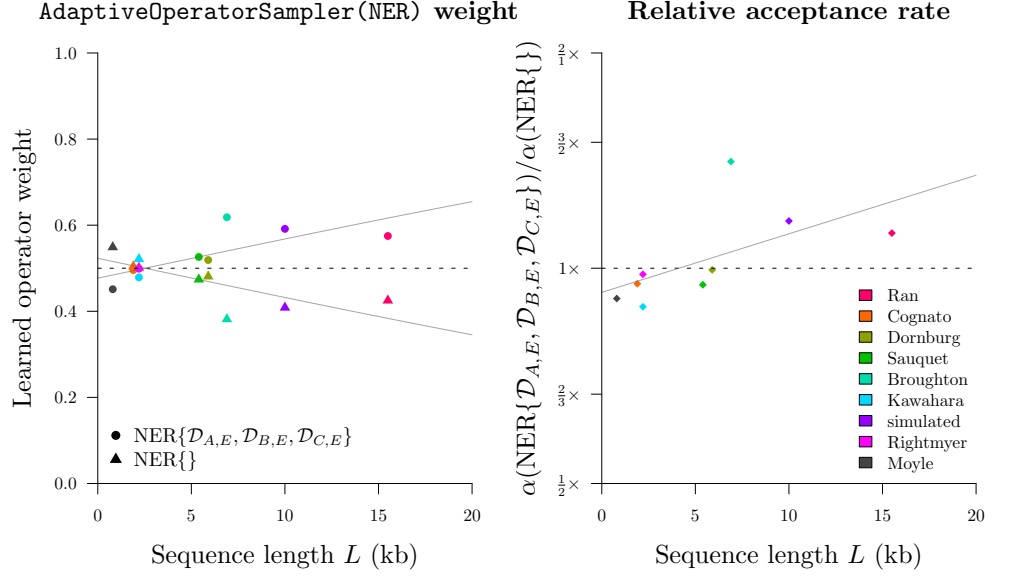 AdaptiveOperatorSampler(NER) weight
Learned operator weight
1.0
0.8
0.6
0.4
0.2
0.0
NER{𝒟_{A,E}, 𝒟_{B,E}, 𝒟_{C,E}}
NER{}
0 5 10 15 20
Sequence length L (kb)
Relative acceptance rate
α(NER{𝒟_{A,E}, 𝒟_{B,E}, 𝒟_{C,E}})/α(NER{})
2/1×
3/2×
1×
2/3×
1/2×
Ran
Cognato
Dornburg
Sauquet
Broughton
Kawahara
simulated
Rightmyer
Moyle
0 5 10 15 20
Sequence length L (kb)